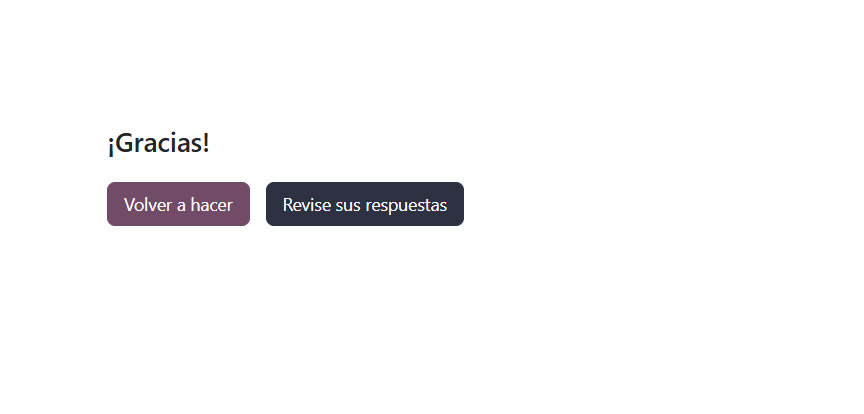 ¡Gracias!
Volver a hacer
Revise sus respuestas